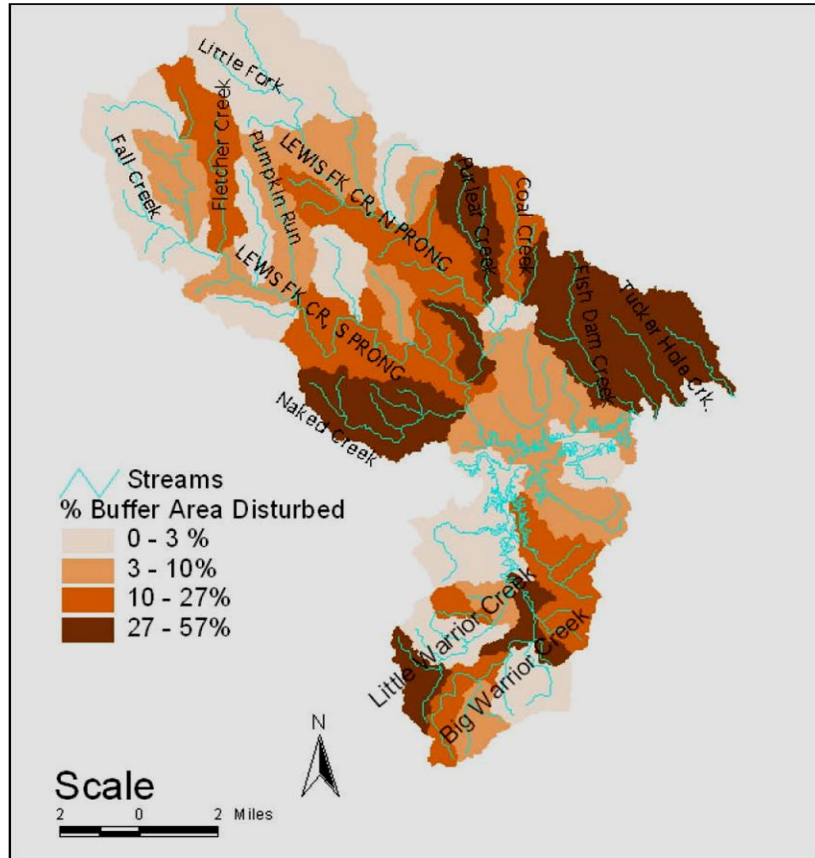 Little Fork
Fletcher Creek
Fall Creek
Pumpkin Run
LEWIS FK CR, N PRONG
Purlear Creek
Coal Creek
LEWIS FK CR, S PRONG
Fish Dam Creek
Tucker Hole Crk.
Naked Creek
Streams
% Buffer Area Disturbed
0 - 3 %
3 - 10%
10 - 27%
27 - 57%
Little Warrior Creek
Big Warrior Creek
N
Scale
2 0 2 Miles